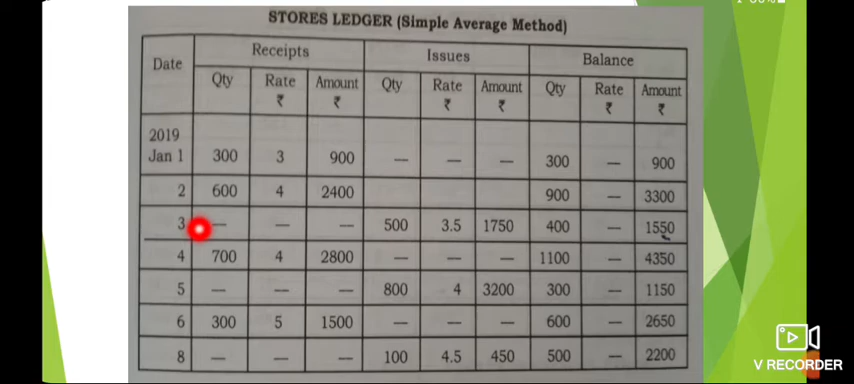 STORES LEDGER (Simple Average Method)
Date Receipts Issues Balance
Qty Rate ₹ Amount ₹ Qty Rate ₹ Amount ₹ Qty Rate ₹ Amount ₹
2019
Jan 1 300 3 900 — — — 300 — 900
2 600 4 2400 900 — 3300
3 — — — 500 3.5 1750 400 — 1550
4 700 4 2800 — — — 1100 — 4350
5 — — — 800 4 3200 300 — 1150
6 300 5 1500 — — — 600 — 2650
8 — — — 100 4.5 450 500 — 2200
V RECORDER